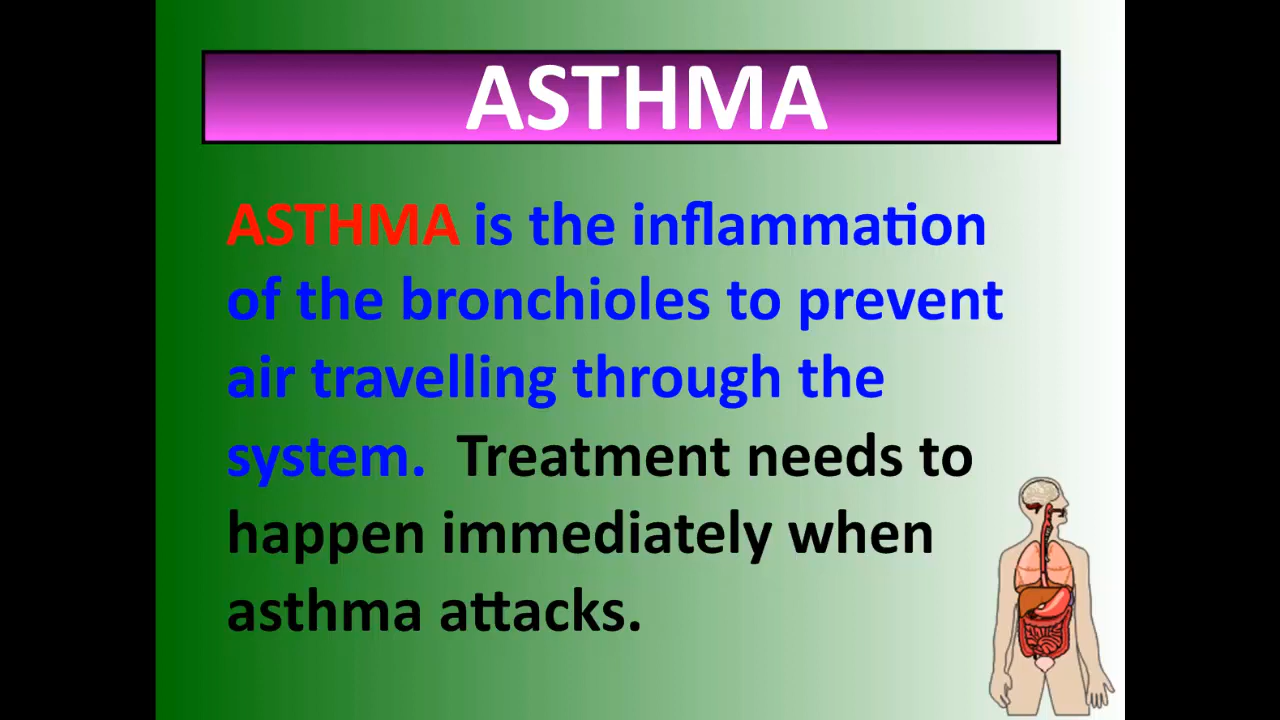 ASTHMA
ASTHMA is the inflammation
of the bronchioles to prevent
air travelling through the
system.  Treatment needs to
happen immediately when
asthma attacks.